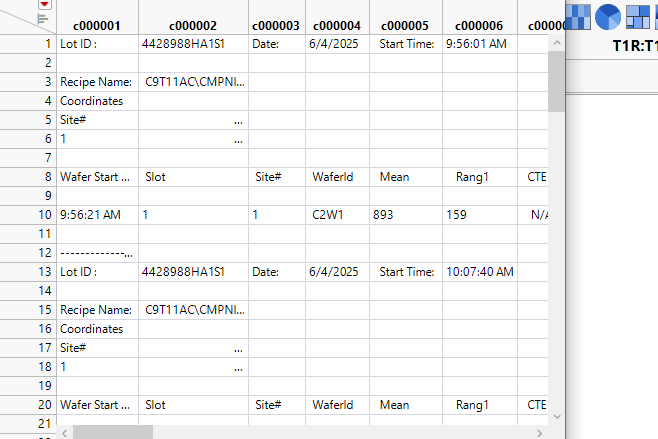 c000001 c000002 c000003 c000004 c000005 c000006
T1R:T1
1 Lot ID : 4428988HA1S1 Date: 6/4/2025 Start Time: 9:56:01 AM
2
3 Recipe Name: C9T11AC\CMPNI...
4 Coordinates
5 Site# ...
6 1 ...
7
8 Wafer Start ... Slot Site# WaferId Mean Rang1 CTE
9
10 9:56:21 AM 1 1 C2W1 893 159 N/A
11
12 -------------...
13 Lot ID : 4428988HA1S1 Date: 6/4/2025 Start Time: 10:07:40 AM
14
15 Recipe Name: C9T11AC\CMPNI...
16 Coordinates
17 Site# ...
18 1 ...
19
20 Wafer Start ... Slot Site# WaferId Mean Rang1 CTE
21